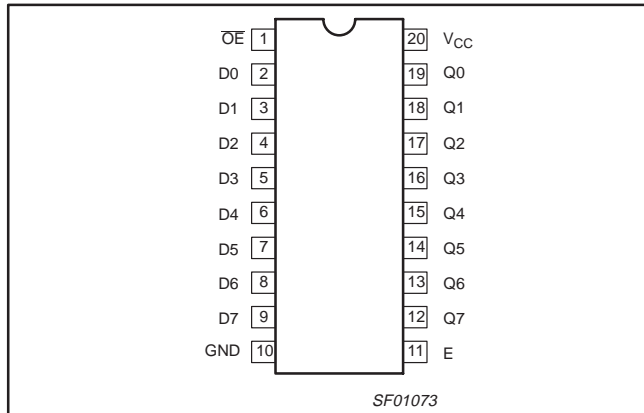 O̅E̅ 1 20 VCC
D0 2 19 Q0
D1 3 18 Q1
D2 4 17 Q2
D3 5 16 Q3
D4 6 15 Q4
D5 7 14 Q5
D6 8 13 Q6
D7 9 12 Q7
GND 10 11 E
SF01073